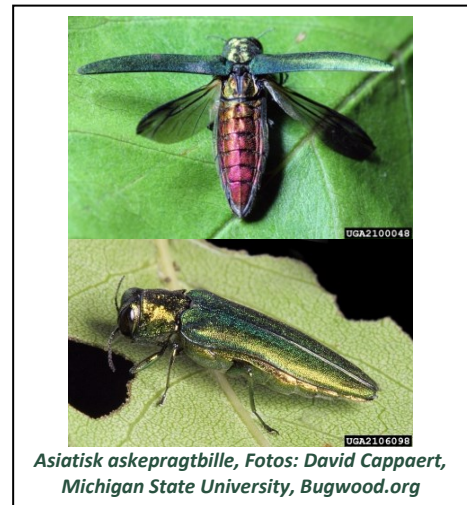 UGA2100048
UGA2106098
Asiatisk askepragtbille, Fotos: David Cappaert,
Michigan State University, Bugwood.org